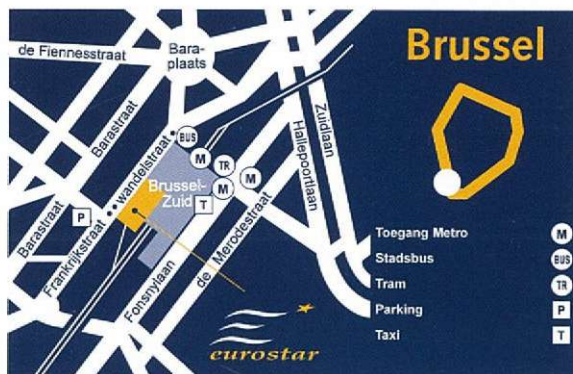 de Fiennesstraat
Bara-
plaats
Barastraat
wandelstraat
BUS
M
TR
M
M
Brussel-
Zuid
T
P
Barastraat
Frankrijkstraat
Fonsnylaan
de Merodestraat
Hallepoortlaan
Zuidlaan
eurostar
Brussel
Toegang Metro M
Stadsbus BUS
Tram TR
Parking P
Taxi T